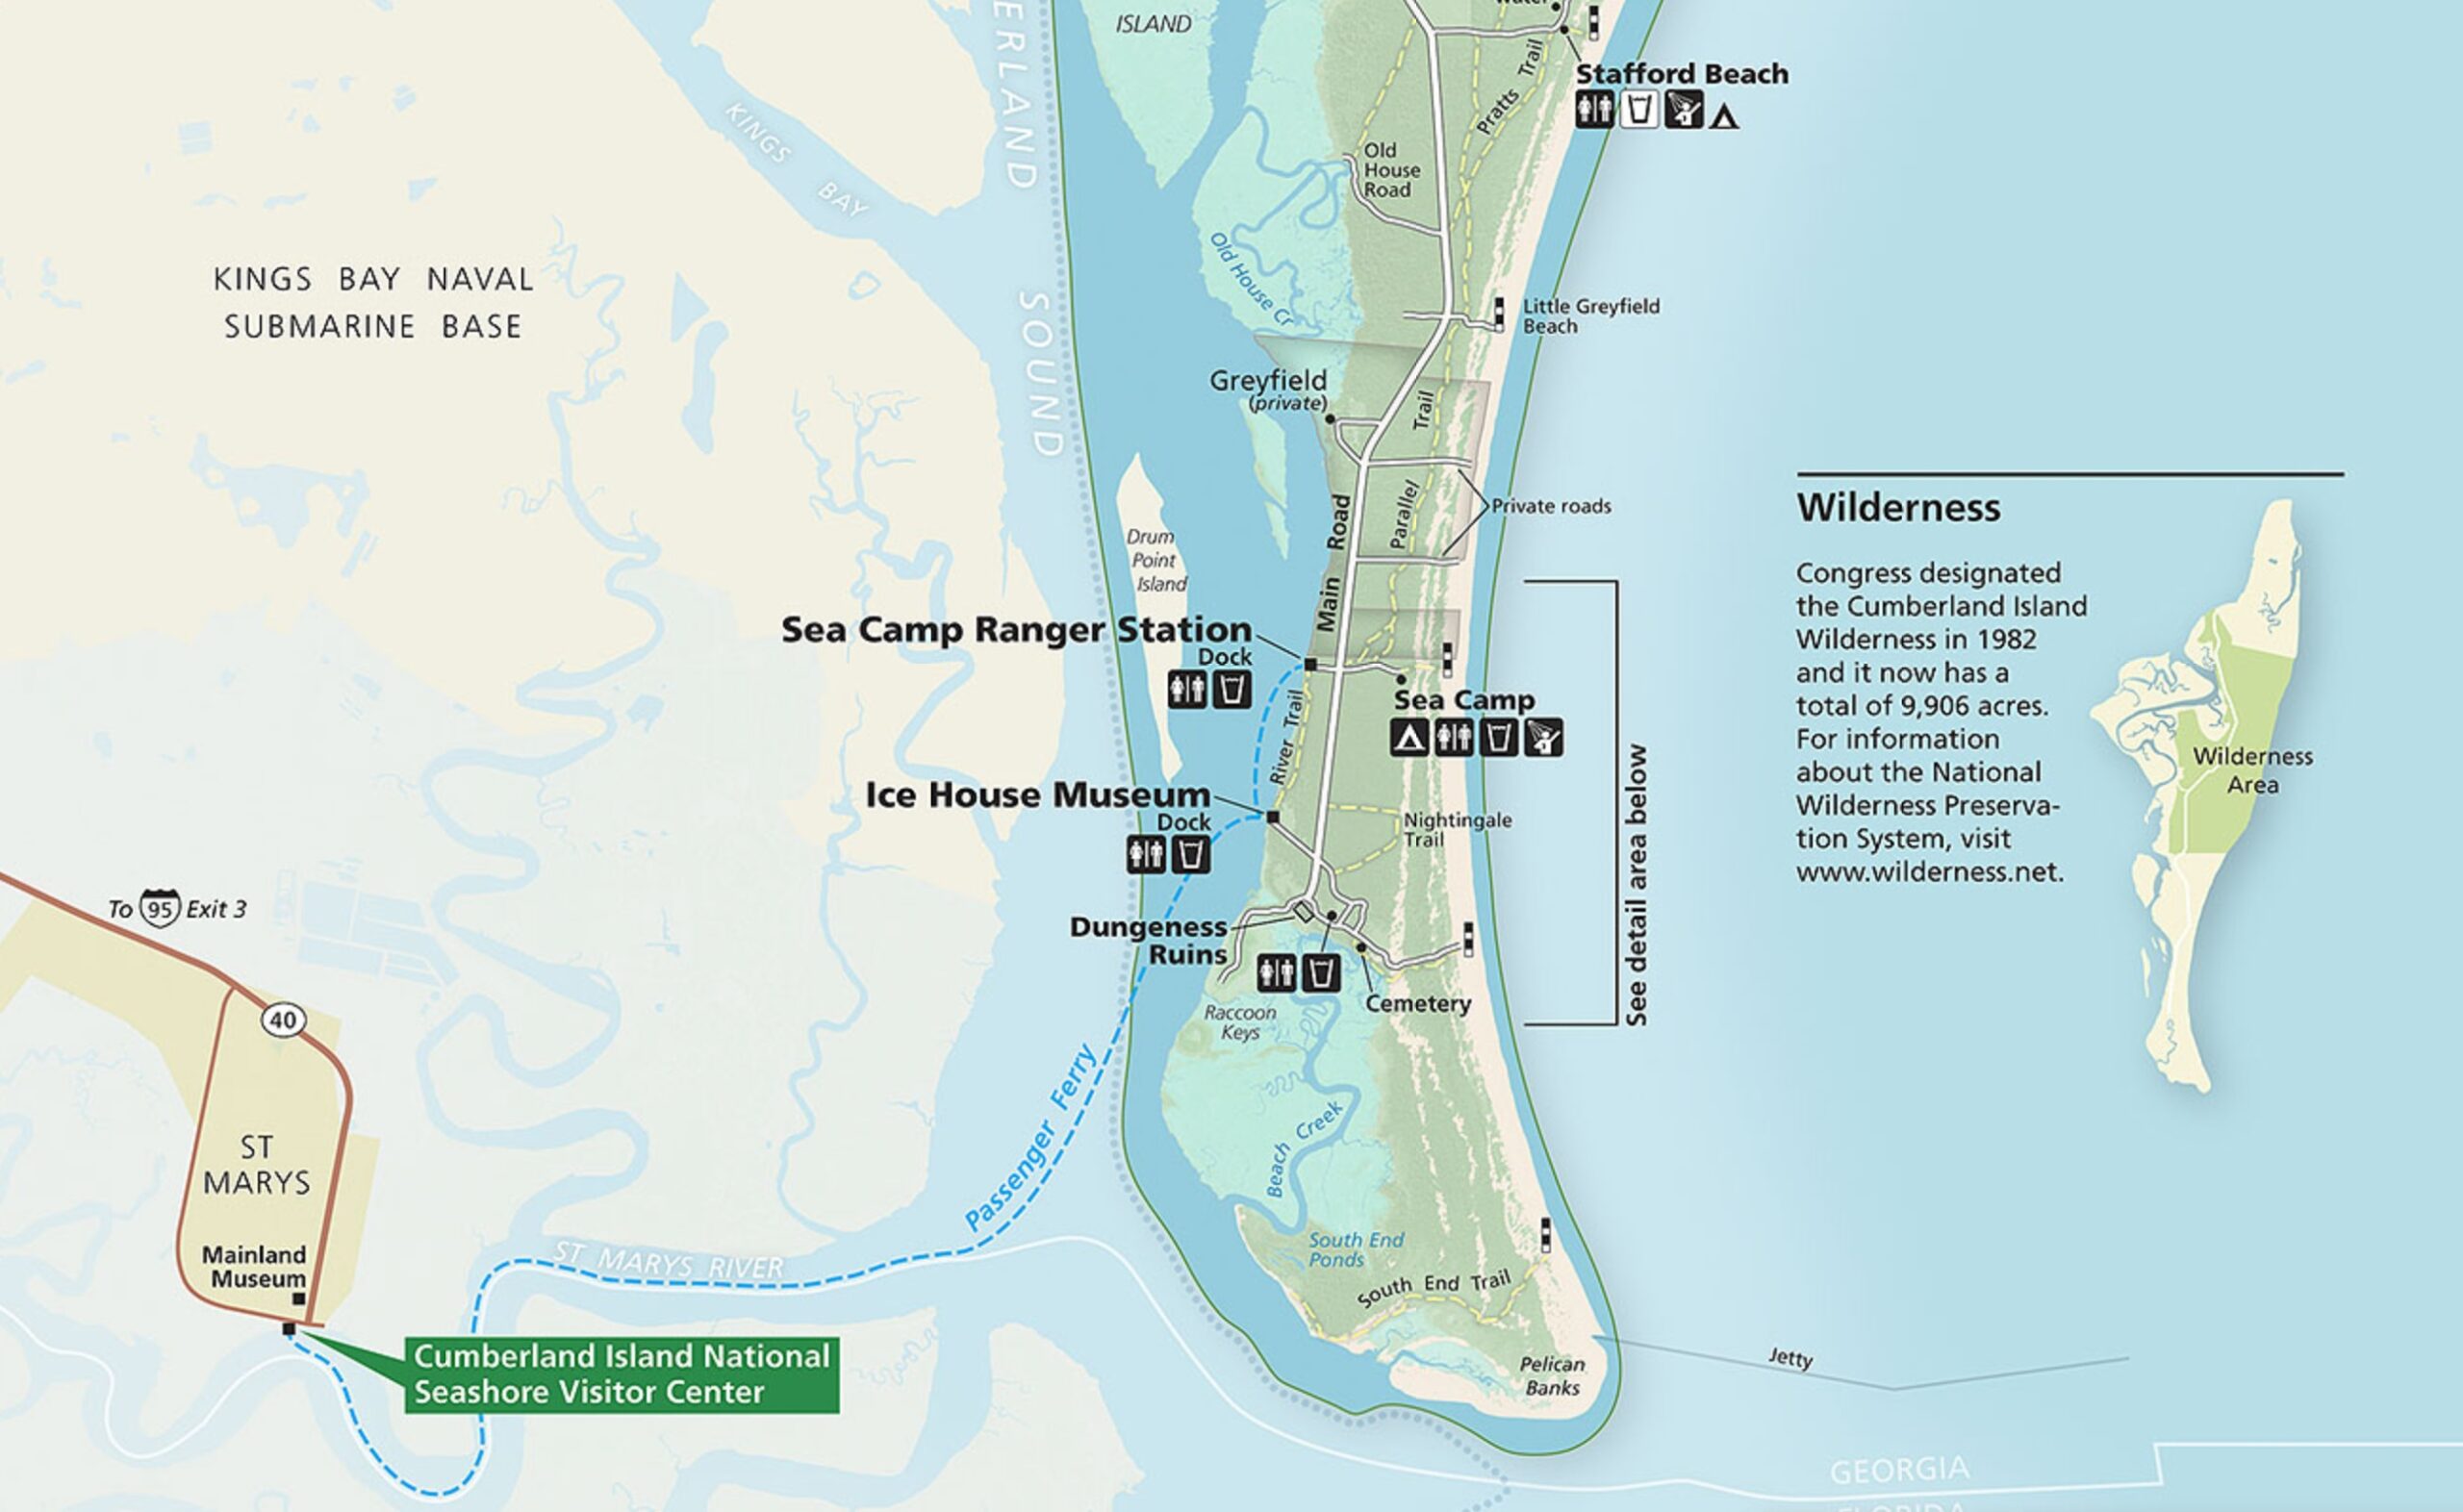 ISLAND
Water
ERLAND
SOUND
KINGS BAY
Pratts Trail
Stafford Beach
Old
House
Road
Old House Cr
KINGS BAY NAVAL
SUBMARINE BASE
Little Greyfield
Beach
Greyfield
(private)
Parallel Trail
Main Road
Private roads
Drum
Point
Island
Sea Camp Ranger Station
Dock
Sea Camp
River Trail
Ice House Museum
Dock
Nightingale
Trail
See detail area below
Wilderness
Congress designated
the Cumberland Island
Wilderness in 1982
and it now has a
total of 9,906 acres.
For information
about the National
Wilderness Preserva-
tion System, visit
www.wilderness.net.
Wilderness
Area
To 95 Exit 3
40
Dungeness
Ruins
Cemetery
Raccoon
Keys
Passenger Ferry
Beach Creek
ST
MARYS
Mainland
Museum
ST MARYS RIVER
South End
Ponds
South End Trail
Cumberland Island National
Seashore Visitor Center
Pelican
Banks
Jetty
GEORGIA
FLORIDA